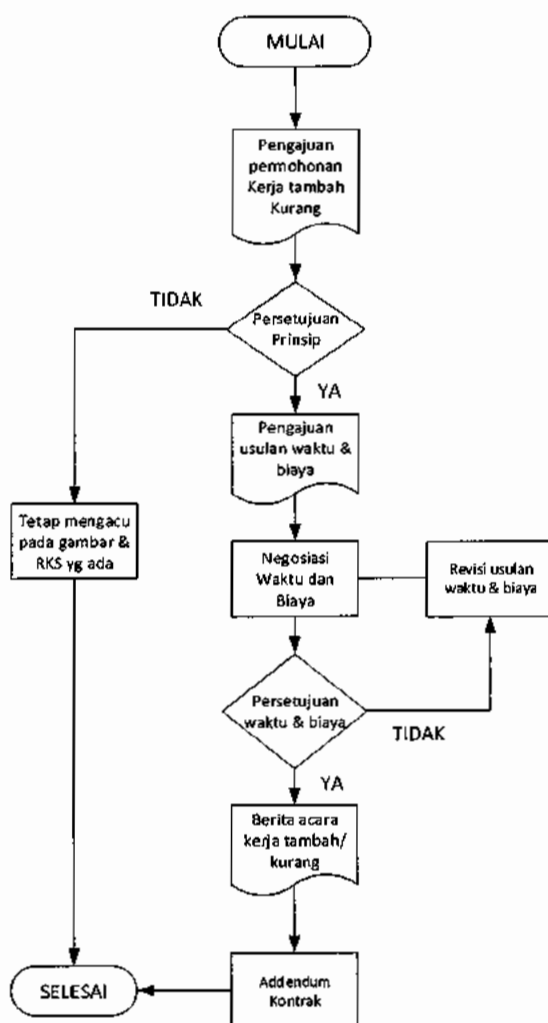 MULAI
Pengajuan
permohonan
Kerja tambah
Kurang
TIDAK
Persetujuan
Prinsip
YA
Pengajuan
usulan waktu &
biaya
Tetap mengacu
pada gambar &
RKS yg ada
Negosiasi
Waktu dan
Biaya
Revisi usulan
waktu & biaya
Persetujuan
waktu & biaya
TIDAK
YA
Berita acara
kerja tambah/
kurang
SELESAI
Addendum
Kontrak